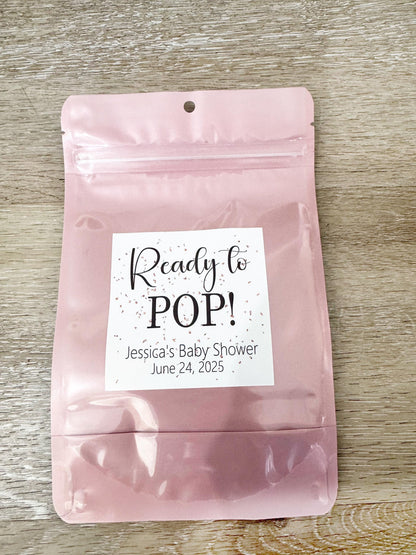 Ready to
POP!
Jessica's Baby Shower
June 24, 2025